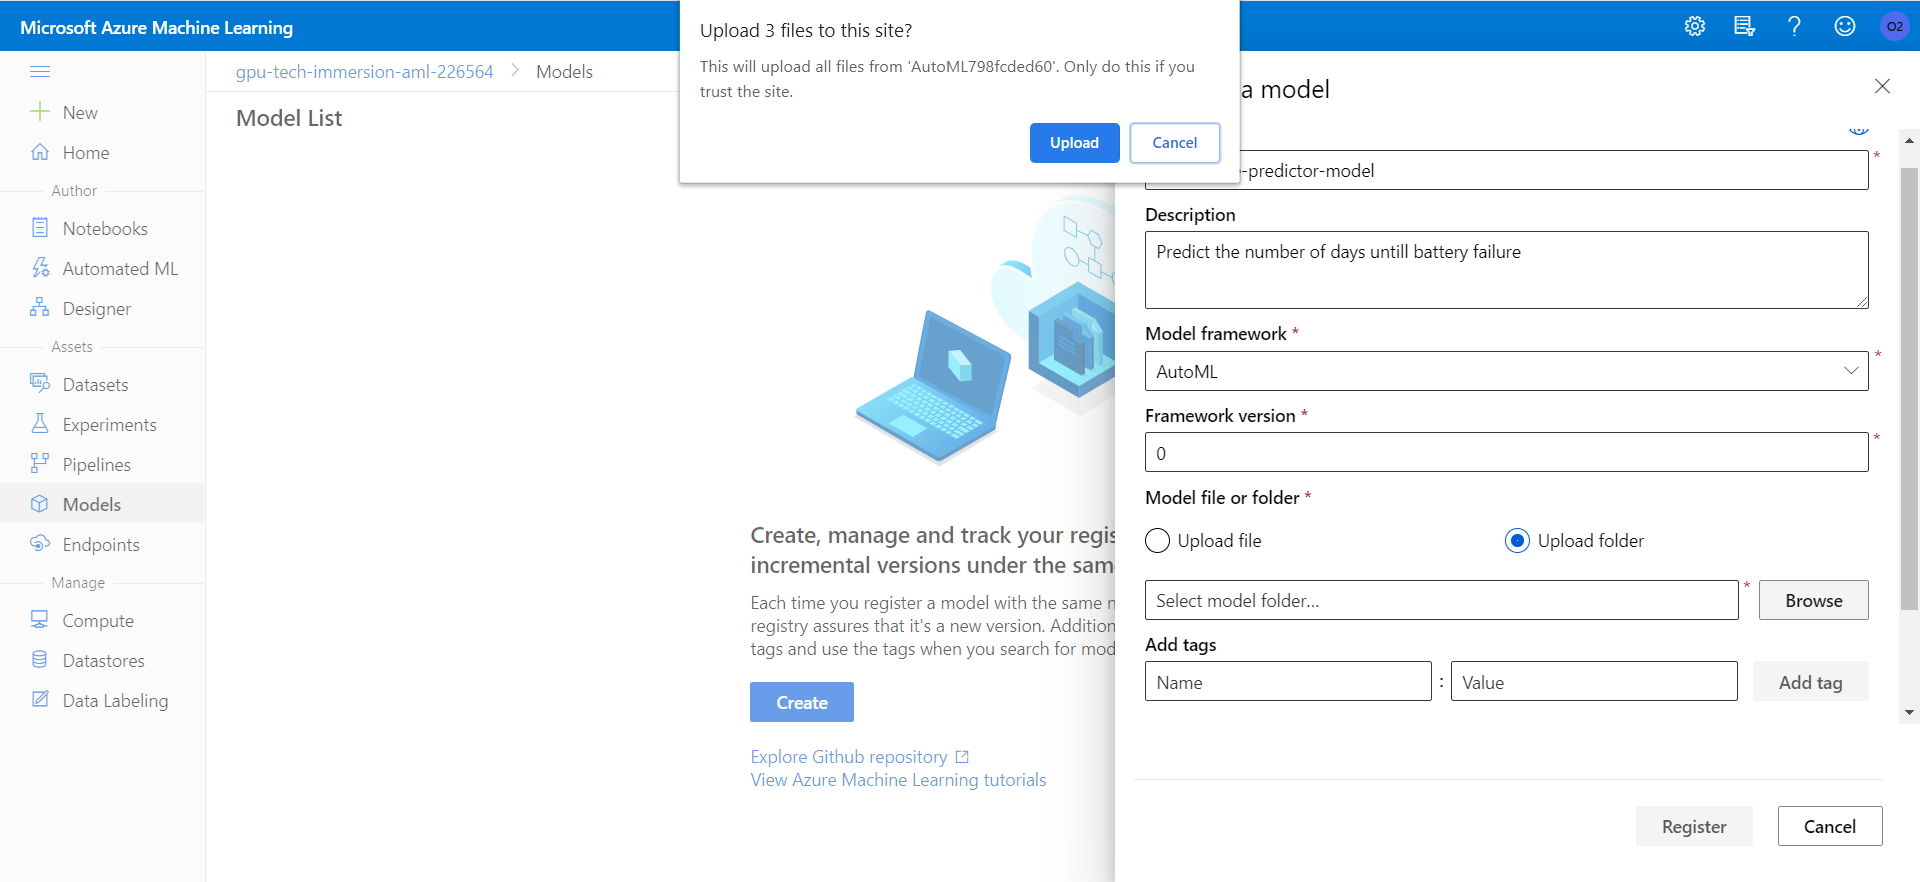 Microsoft Azure Machine Learning
O2
Upload 3 files to this site?
This will upload all files from 'AutoML798fcded60'. Only do this if you
trust the site.
Upload
Cancel
New
Home
Author
Notebooks
Automated ML
Designer
Assets
Datasets
Experiments
Pipelines
Models
Endpoints
Manage
Compute
Datastores
Data Labeling
gpu-tech-immersion-aml-226564
Models
Model List
Create, manage and track your regis
incremental versions under the sam
Each time you register a model with the same n
registry assures that it's a new version. Addition
tags and use the tags when you search for mod
Create
Explore Github repository
View Azure Machine Learning tutorials
a model
-predictor-model *
Description
Predict the number of days untill battery failure
Model framework *
AutoML *
Framework version *
0 *
Model file or folder *
Upload file
Upload folder
Select model folder... *
Browse
Add tags
Name : Value
Add tag
Register
Cancel